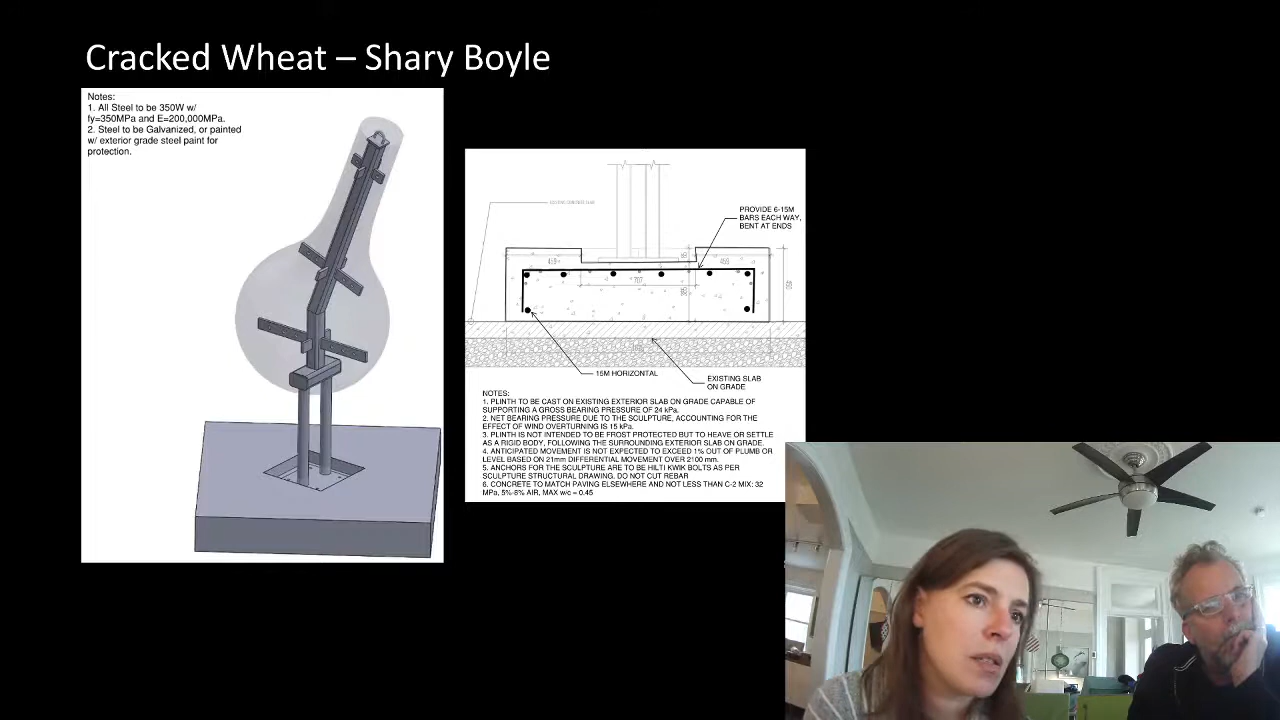 Cracked Wheat – Shary Boyle
Notes:
1. All Steel to be 350W w/
fy=350MPa and E=200,000MPa.
2. Steel to be Galvanized, or painted
w/ exterior grade steel paint for
protection.
PROVIDE 6-15M
BARS EACH WAY,
BENT AT ENDS
459
459
707
15M HORIZONTAL
EXISTING SLAB
ON GRADE
NOTES:
1. PLINTH TO BE CAST ON EXISTING EXTERIOR SLAB ON GRADE CAPABLE OF
SUPPORTING A GROSS BEARING PRESSURE OF 24 kPa.
2. NET BEARING PRESSURE DUE TO THE SCULPTURE, ACCOUNTING FOR THE
EFFECT OF WIND OVERTURNING IS 15 kPa.
3. PLINTH IS NOT INTENDED TO BE FROST PROTECTED BUT TO HEAVE OR SETTLE
AS A RIGID BODY, FOLLOWING THE SURROUNDING EXTERIOR SLAB ON GRADE.
4. ANTICIPATED MOVEMENT IS NOT EXPECTED TO EXCEED 1% OUT OF PLUMB OR
LEVEL BASED ON 21mm DIFFERENTIAL MOVEMENT OVER 2100 mm.
5. ANCHORS FOR THE SCULPTURE ARE TO BE HILTI KWIK BOLTS AS PER
SCULPTURE STRUCTURAL DRAWING. DO NOT CUT REBAR
6. CONCRETE TO MATCH PAVING ELSEWHERE AND NOT LESS THAN C-2 MIX: 32
MPa, 5%-8% AIR, MAX w/c = 0.45